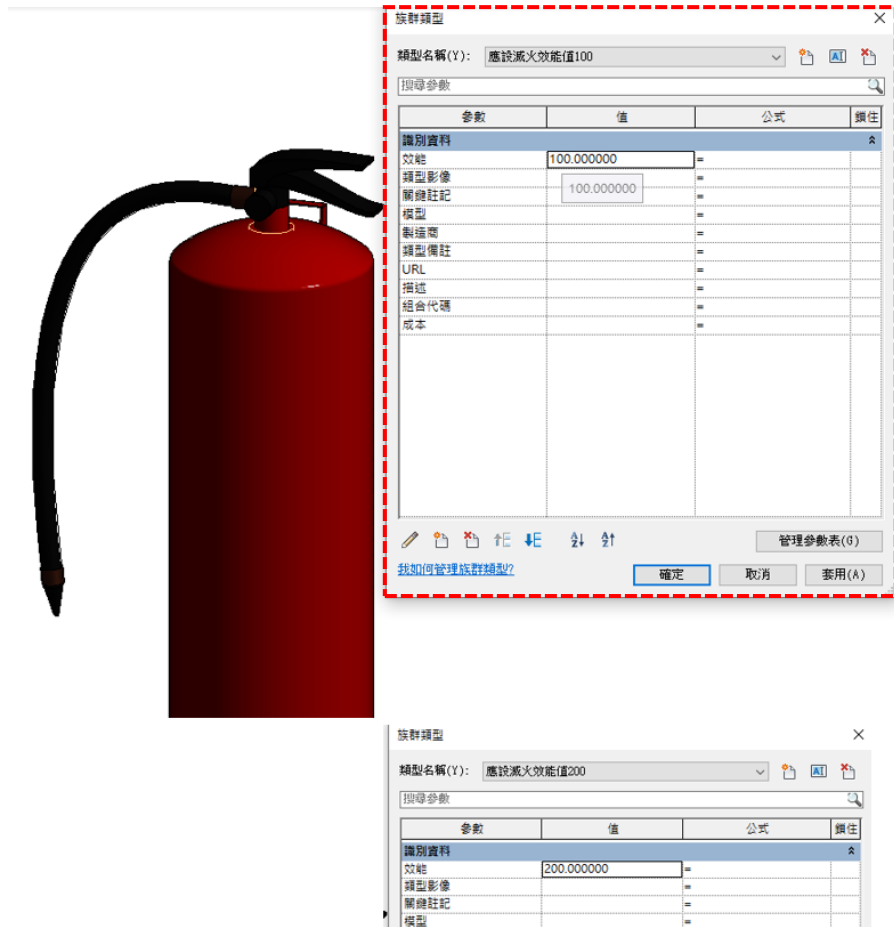 族群類型
類型名稱(Y): 應設滅火效能值100
搜尋參數
參數 值 公式 鎖住
識別資料
效能 100.000000 =
類型影像 =
100.000000
關鍵註記 =
模型 =
製造商 =
類型備註 =
URL =
描述 =
組合代碼 =
成本 =
管理參數表(G)
我如何管理族群類型?
確定 取消 套用(A)
族群類型
類型名稱(Y): 應設滅火效能值200
搜尋參數
參數 值 公式 鎖住
識別資料
效能 200.000000 =
類型影像 =
關鍵註記 =
模型 =